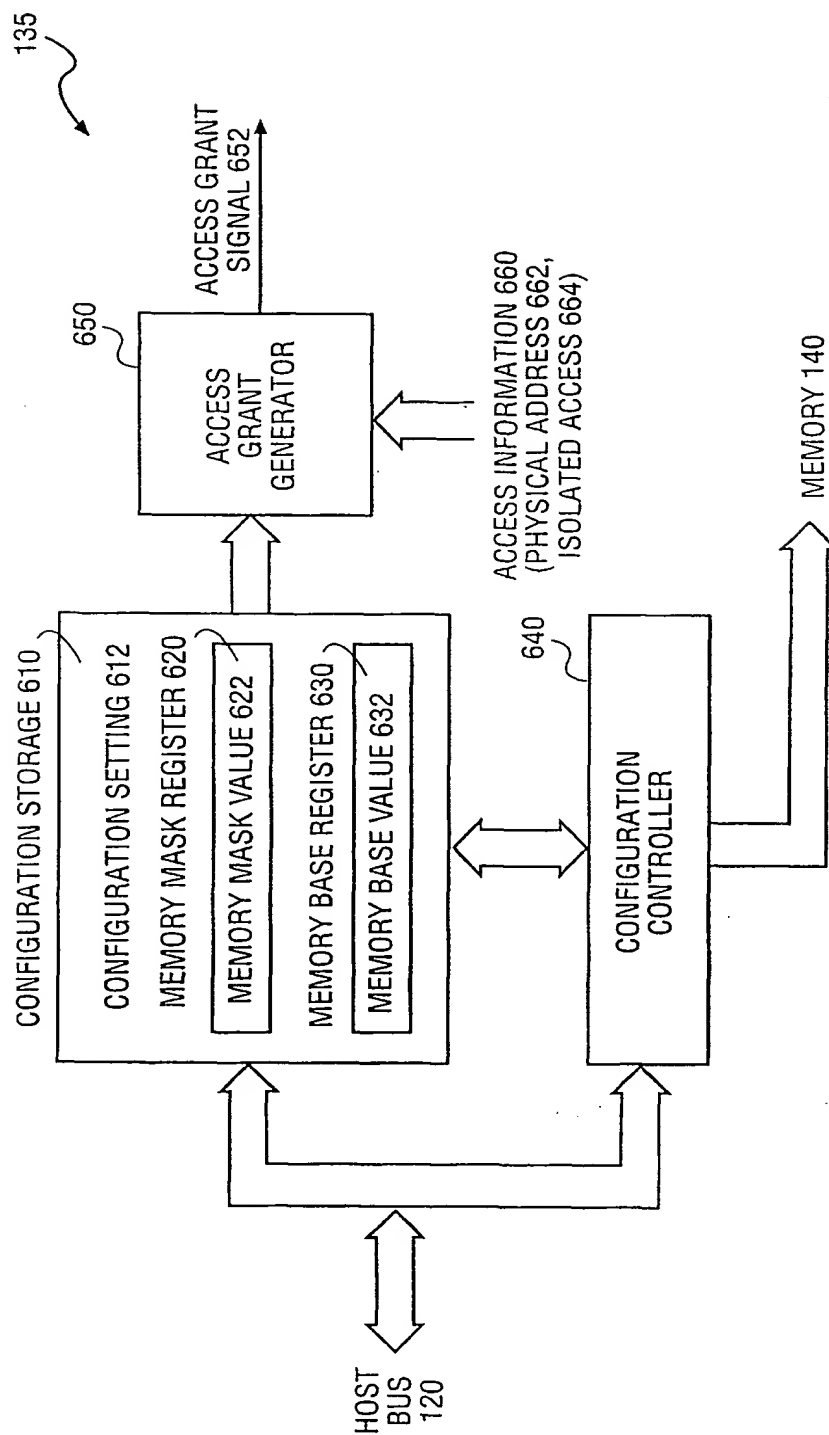 135
CONFIGURATION STORAGE 610
CONFIGURATION SETTING 612
MEMORY MASK REGISTER 620
MEMORY MASK VALUE 622
MEMORY BASE REGISTER 630
MEMORY BASE VALUE 632
650
ACCESS
GRANT
GENERATOR
ACCESS GRANT
SIGNAL 652
ACCESS INFORMATION 660
(PHYSICAL ADDRESS 662,
ISOLATED ACCESS 664)
HOST
BUS
120
640
CONFIGURATION
CONTROLLER
MEMORY 140